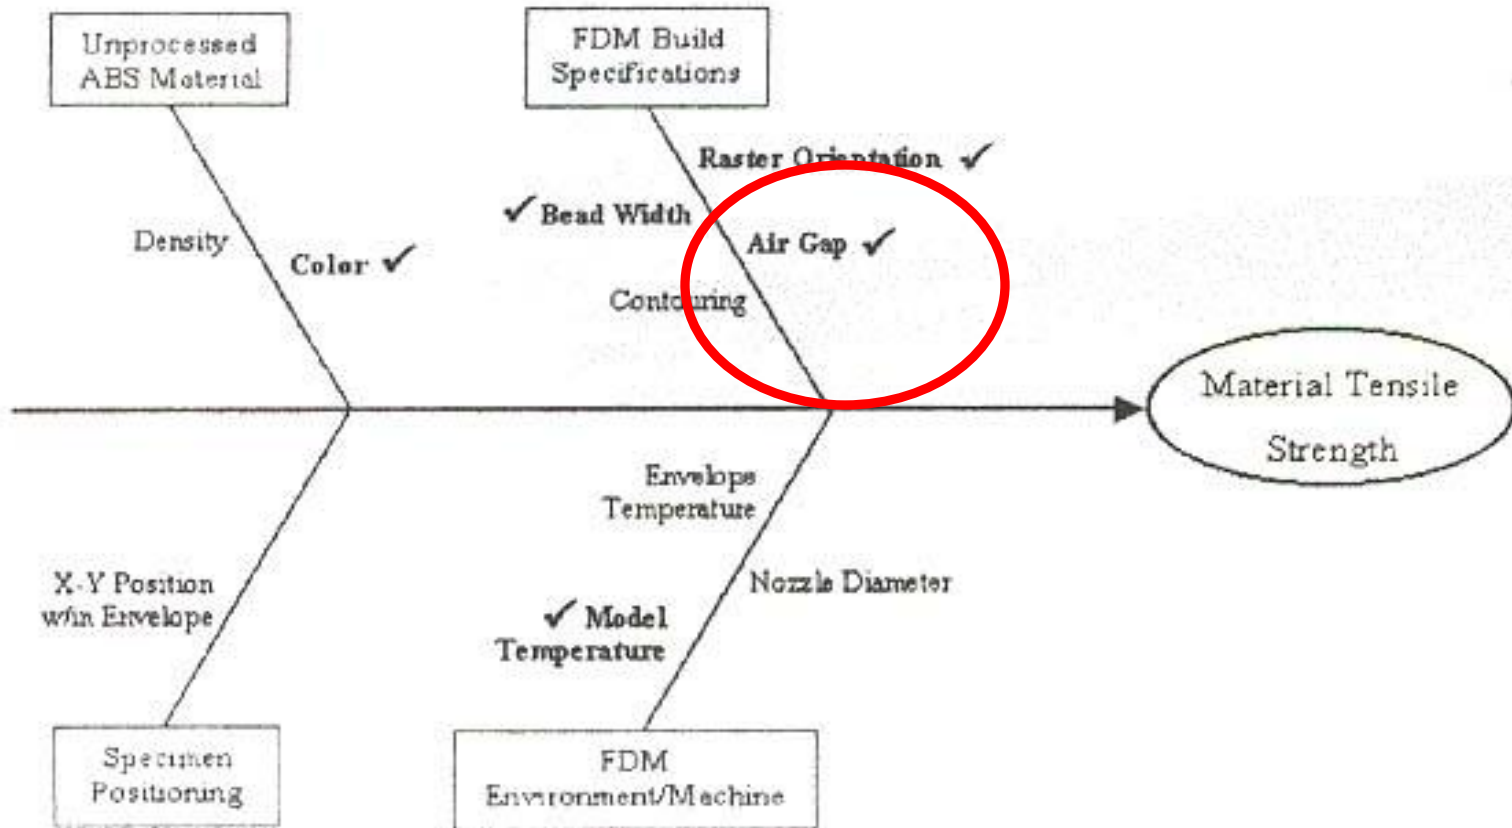 Unprocessed
ABS Material
FDM Build
Specifications
Raster Orientation ✓
✓ Bead Width
Air Gap ✓
Density
Color ✓
Contouring
Material Tensile
Strength
Envelope
Temperature
X-Y Position
w/in Envelope
Nozzle Diameter
✓ Model
Temperature
Specimen
Positioning
FDM
Environment/Machine